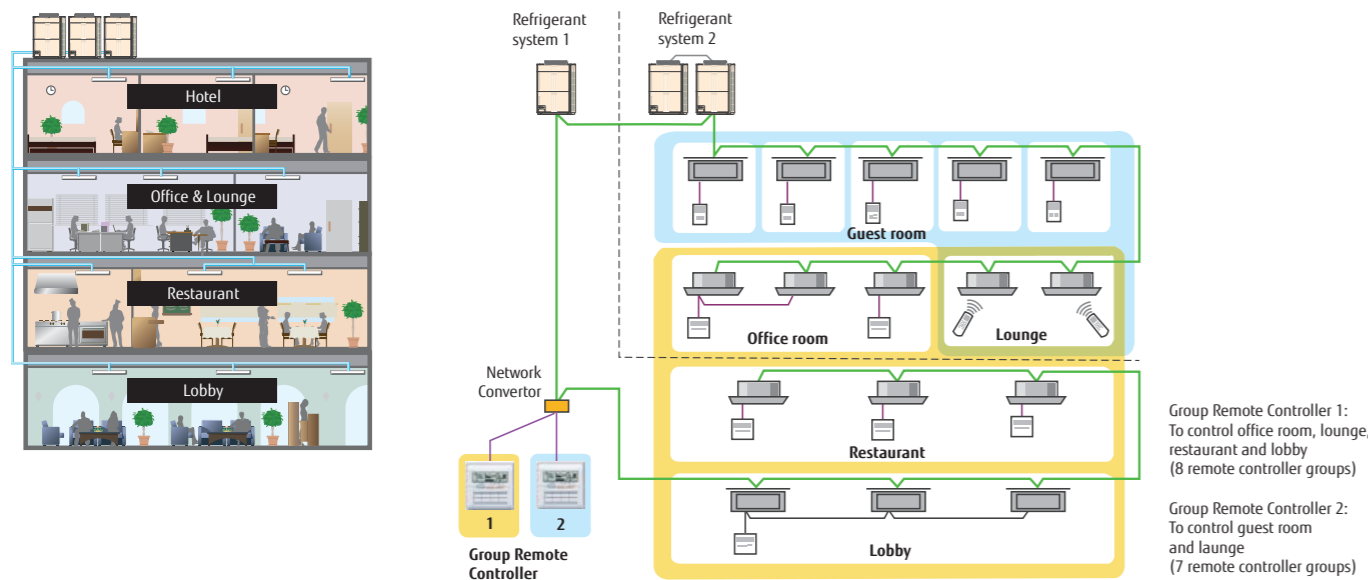 Hotel
Office & Lounge
Restaurant
Lobby
Refrigerant
system 1
Refrigerant
system 2
Guest room
Office room
Lounge
Network
Convertor
Restaurant
Lobby
1
2
Group Remote
Controller
Group Remote Controller 1:
To control office room, lounge,
restaurant and lobby
(8 remote controller groups)
Group Remote Controller 2:
To control guest room
and launge
(7 remote controller groups)